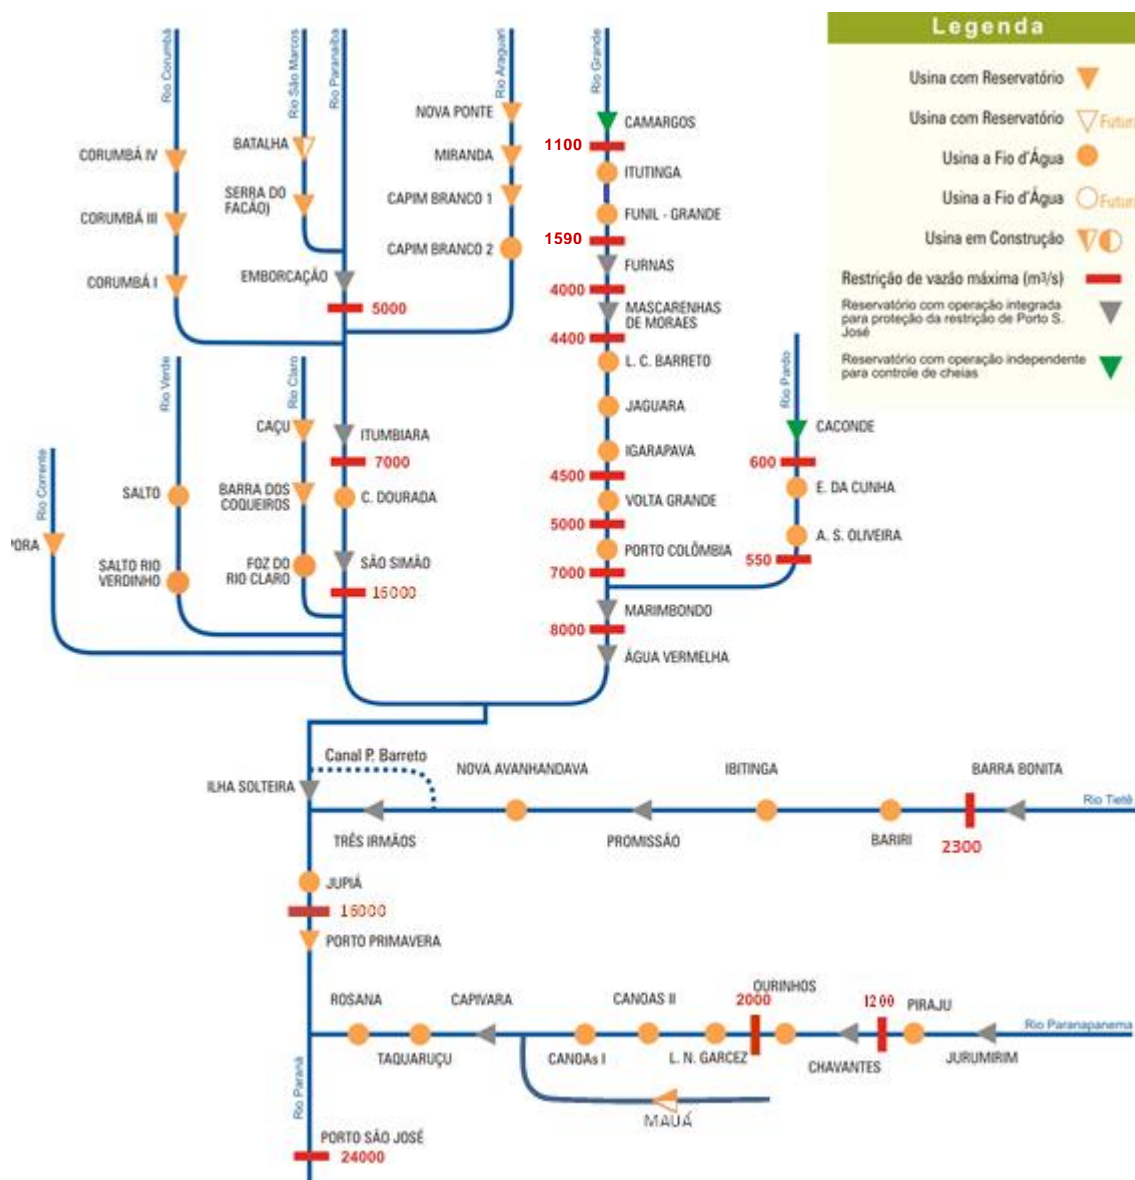 Legenda
Usina com Reservatório
Usina com Reservatório
Futura
Usina a Fio d'Água
Usina a Fio d'Água
Futura
Usina em Construção
Restrição de vazão máxima (m³/s)
Reservatório com operação integrada
para proteção da restrição de Porto S.
José
Reservatório com operação independente
para controle de cheias
Rio Corumbá
CORUMBÁ IV
CORUMBÁ III
CORUMBÁ I
Rio São Marcos
BATALHA
SERRA DO
FACÃO)
Rio Paranaíba
EMBORCAÇÃO
5000
Rio Araguari
NOVA PONTE
MIRANDA
CAPIM BRANCO 1
CAPIM BRANCO 2
Rio Grande
CAMARGOS
1100
ITUTINGA
FUNIL - GRANDE
1590
FURNAS
4000
MASCARENHAS
DE MORAES
4400
L. C. BARRETO
JAGUARA
IGARAPAVA
4500
VOLTA GRANDE
5000
PORTO COLÔMBIA
7000
MARIMBONDO
8000
ÁGUA VERMELHA
Rio Pardo
CACONDE
600
E. DA CUNHA
A. S. OLIVEIRA
550
Rio Verde
SALTO
SALTO RIO
VERDINHO
Rio Claro
CAÇU
BARRA DOS
COQUEIROS
FOZ DO
RIO CLARO
ITUMBIARA
7000
C. DOURADA
SÃO SIMÃO
16000
Rio Corrente
PORA
Canal P. Barreto
ILHA SOLTEIRA
NOVA AVANHANDAVA
IBITINGA
BARRA BONITA
Rio Tietê
TRÊS IRMÃOS
PROMISSÃO
BARIRI
2300
JUPIÁ
16000
PORTO PRIMAVERA
ROSANA
CAPIVARA
CANOAS II
2000
OURINHOS
1200
PIRAJU
Rio Paranapanema
TAQUARUÇU
CANOAs I
L. N. GARCEZ
CHAVANTES
JURUMIRIM
MAUÁ
Rio Paraná
PORTO SÃO JOSÉ
24000